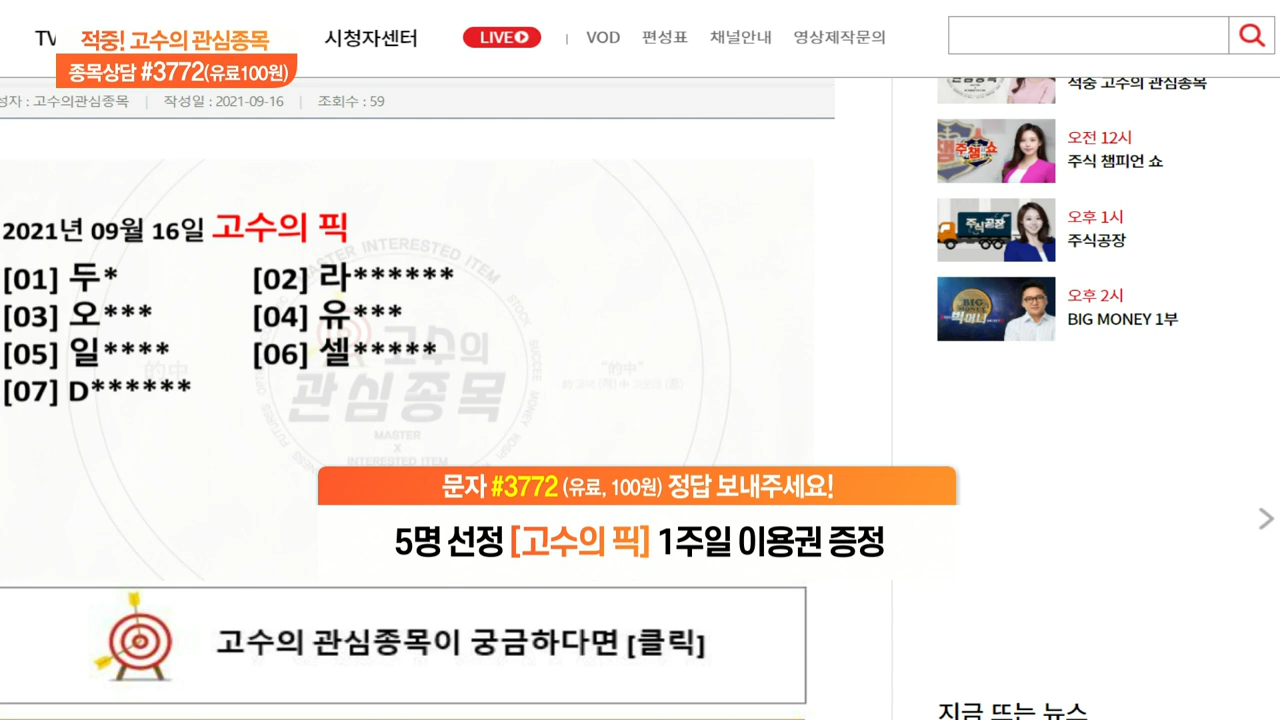 TV
적중! 고수의 관심종목
종목상담 #3772(유료100원)
시청자센터
LIVE
VOD 편성표 채널안내 영상제작문의
성자 : 고수의관심종목 | 작성일 : 2021-09-16 | 조회수 : 59
적중 고수의 관심종목
오전 12시
주식 챔피언 쇼
오후 1시
주식공장
오후 2시
BIG MONEY 1부
2021년 09월 16일 고수의 픽
[01] 두* [02] 라******
[03] 오*** [04] 유***
[05] 일**** [06] 셀*****
[07] D******
MASTER INTERESTED ITEM
고수의
관심종목
MASTER
X
INTERESTED ITEM
"的中"
문자 #3772 (유료, 100원) 정답 보내주세요!
5명 선정 [고수의 픽] 1주일 이용권 증정
고수의 관심종목이 궁금하다면 [클릭]
지금 뜨는 뉴스